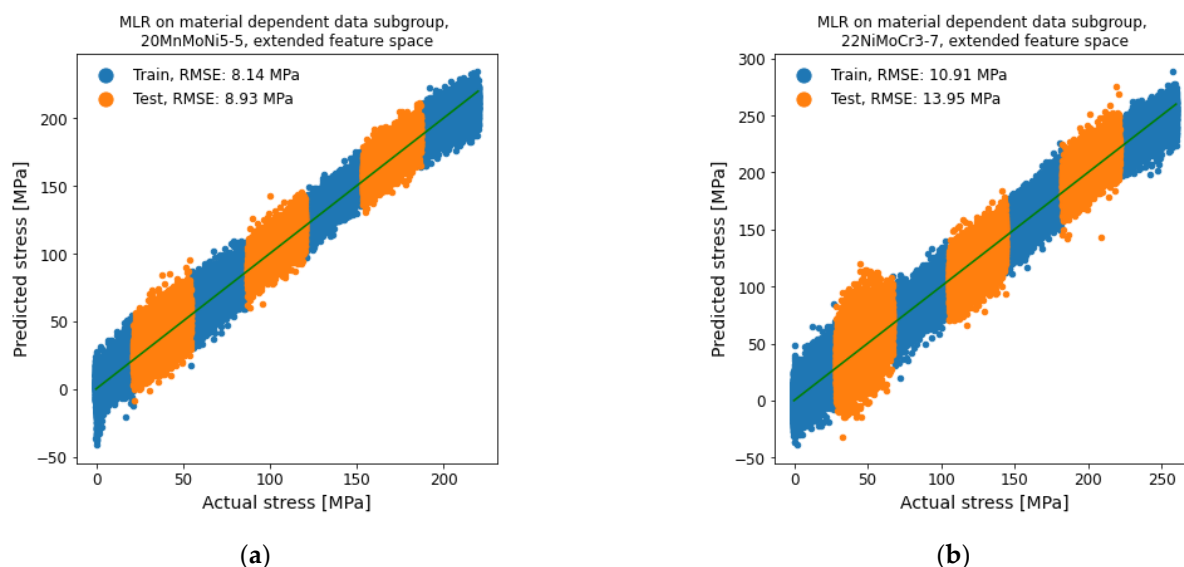 MLR on material dependent data subgroup,
20MnMoNi5-5, extended feature space
Train, RMSE: 8.14 MPa
Test, RMSE: 8.93 MPa
200
150
100
50
0
−50
Predicted stress [MPa]
0 50 100 150 200
Actual stress [MPa]
(a)
MLR on material dependent data subgroup,
22NiMoCr3-7, extended feature space
Train, RMSE: 10.91 MPa
Test, RMSE: 13.95 MPa
300
250
200
150
100
50
0
−50
Predicted stress [MPa]
0 50 100 150 200 250
Actual stress [MPa]
(b)